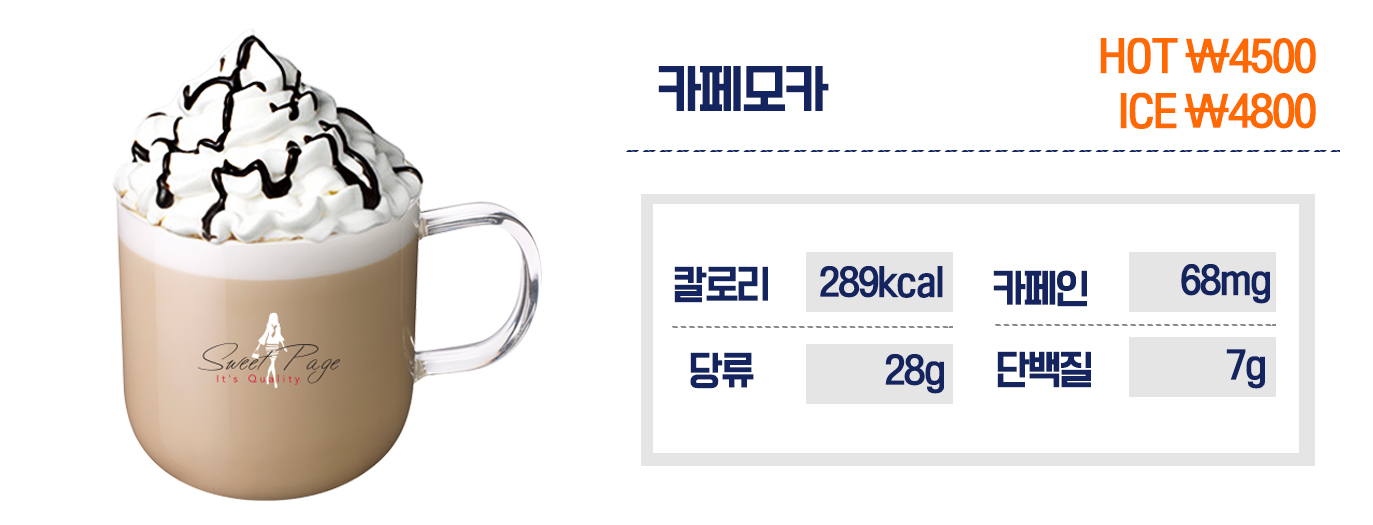 카페모카
HOT ₩4500
ICE ₩4800
칼로리 289kcal
카페인 68mg
당류 28g
단백질 7g
Sweet Page
It's Quality